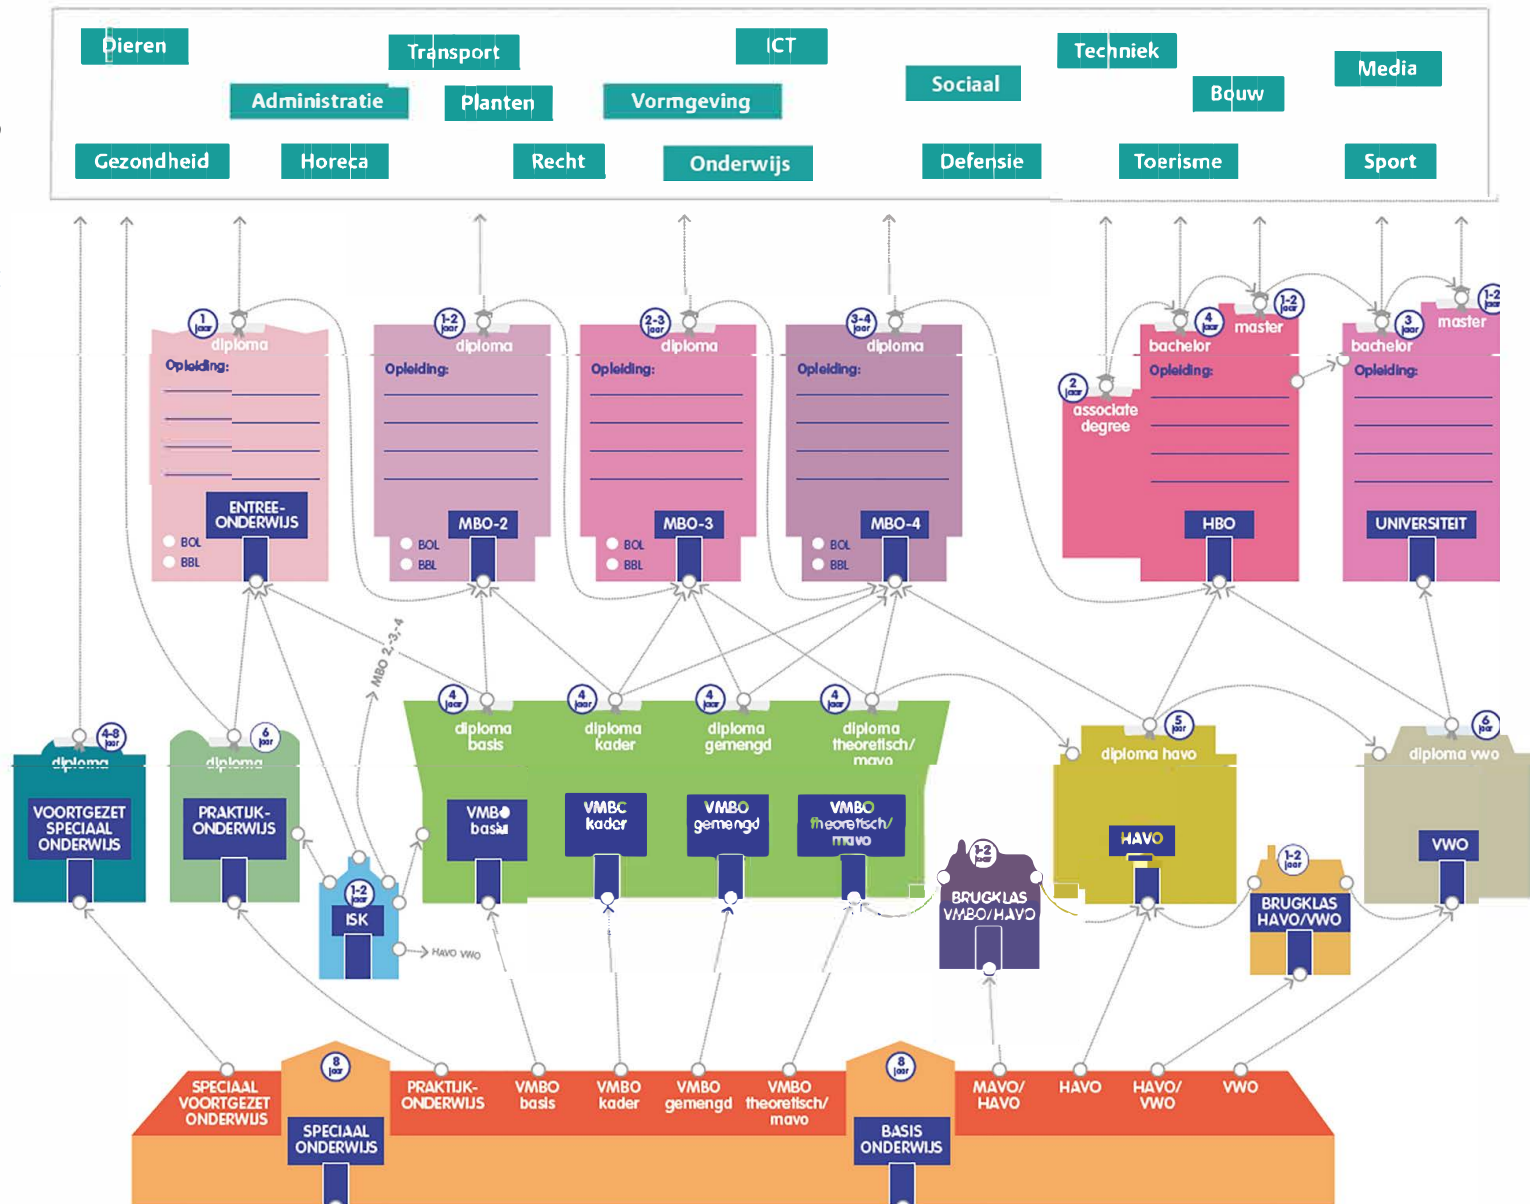 Dieren
Transport
ICT
Techniek
Media
Administratie
Planten
Vormgeving
Sociaal
Bouw
Gezondheid
Horeca
Recht
Onderwijs
Defensie
Toerisme
Sport
1
jaar
diploma
Opleiding:
ENTREE-
ONDERWIJS
BOL
BBL
1-2
jaar
diploma
Opleiding:
MBO-2
BOL
BBL
2-3
jaar
diploma
Opleiding:
MBO-3
BOL
BBL
3-4
jaar
diploma
Opleiding:
MBO-4
BOL
BBL
2
jaar
associate
degree
4
jaar
bachelor
1-2
jaar
master
Opleiding:
HBO
3
jaar
bachelor
1-2
jaar
master
Opleiding:
UNIVERSITEIT
MBO 2,-3,-4
4-8
jaar
diploma
VOORTGEZET
SPECIAAL
ONDERWIJS
6
jaar
diploma
PRAKTIJK-
ONDERWIJS
1-2
jaar
ISK
HAVO VWO
4
jaar
diploma
basis
VMBO
basis
4
jaar
diploma
kader
VMBO
kader
4
jaar
diploma
gemengd
VMBO
gemengd
4
jaar
diploma
theoretisch/
mavo
VMBO
theoretisch/
mavo
1-2
jaar
BRUGKLAS
VMBO/HAVO
5
jaar
diploma havo
HAVO
1-2
jaar
BRUGKLAS
HAVO/VWO
6
jaar
diploma vwo
VWO
SPECIAAL
VOORTGEZET
ONDERWIJS
8
jaar
SPECIAAL
ONDERWIJS
PRAKTIJK-
ONDERWIJS
VMBO
basis
VMBO
kader
VMBO
gemengd
VMBO
theoretisch/
mavo
8
jaar
BASIS
ONDERWIJS
MAVO/
HAVO
HAVO
HAVO/
VWO
VWO